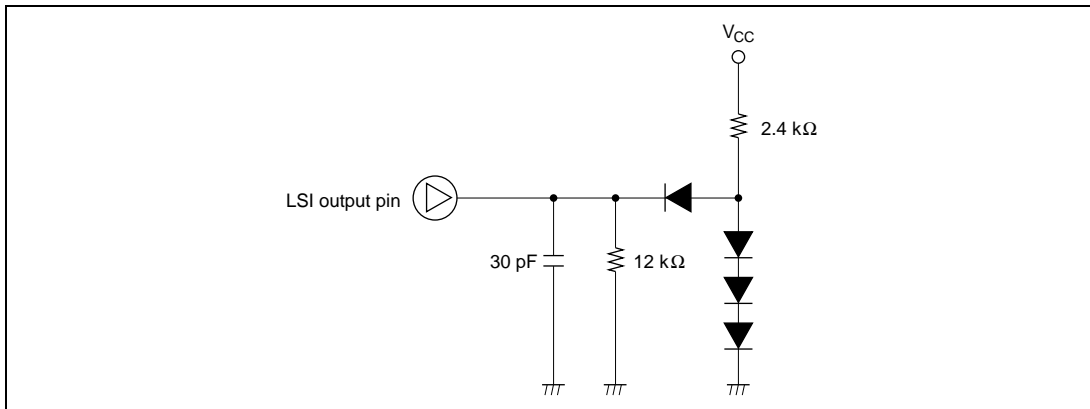 VCC
2.4 kΩ
LSI output pin
30 pF
12 kΩ